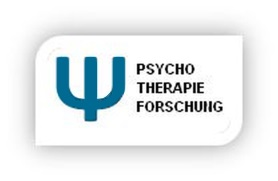 Ψ
PSYCHO
THERAPIE
FORSCHUNG